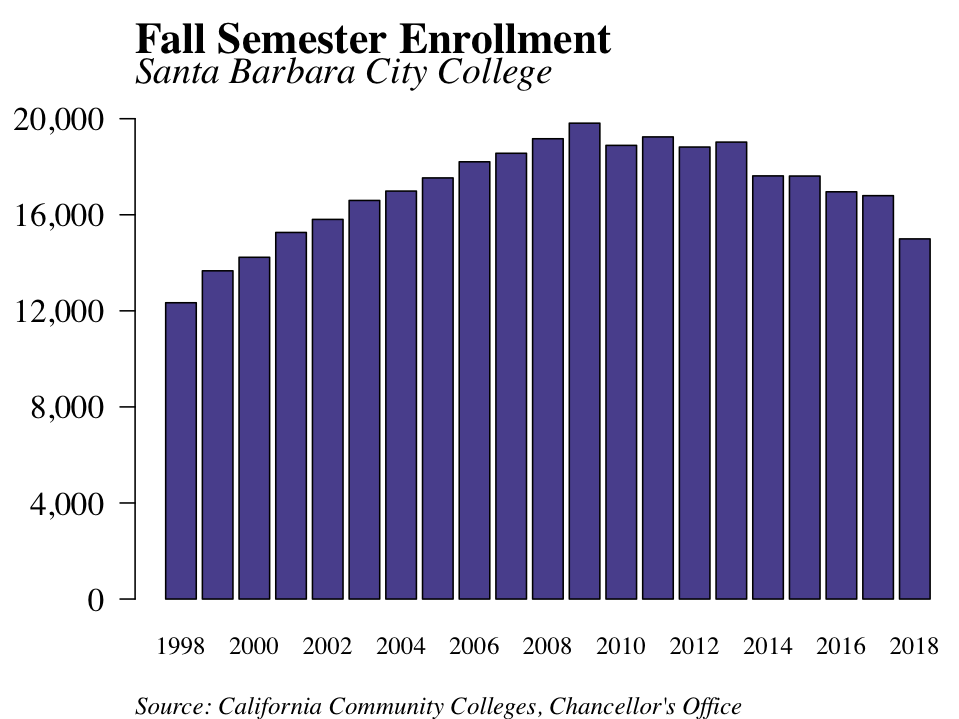 Fall Semester Enrollment
Santa Barbara City College
20,000
16,000
12,000
8,000
4,000
0
1998 2000 2002 2004 2006 2008 2010 2012 2014 2016 2018
Source: California Community Colleges, Chancellor's Office